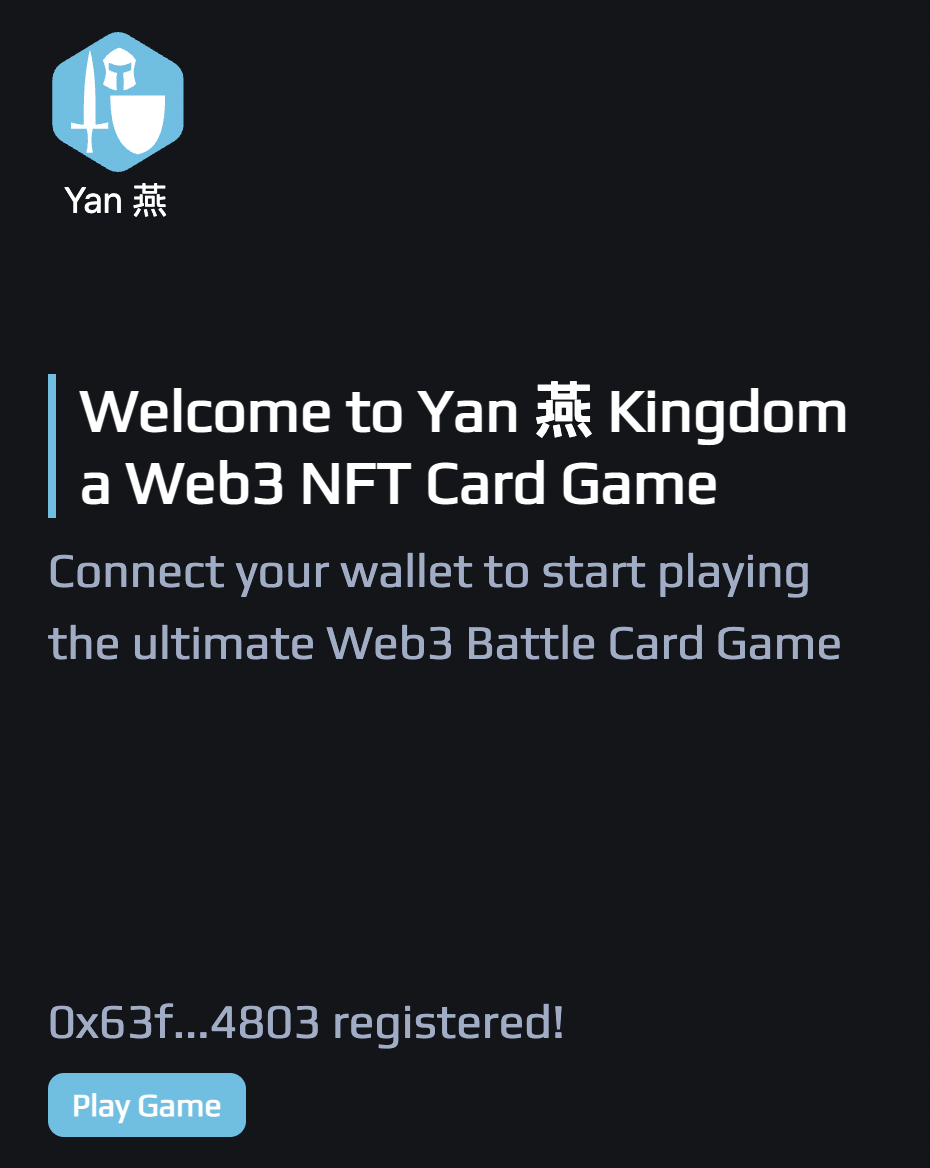 Yan 燕
Welcome to Yan 燕 Kingdom
a Web3 NFT Card Game
Connect your wallet to start playing
the ultimate Web3 Battle Card Game
0x63f...4803 registered!
Play Game